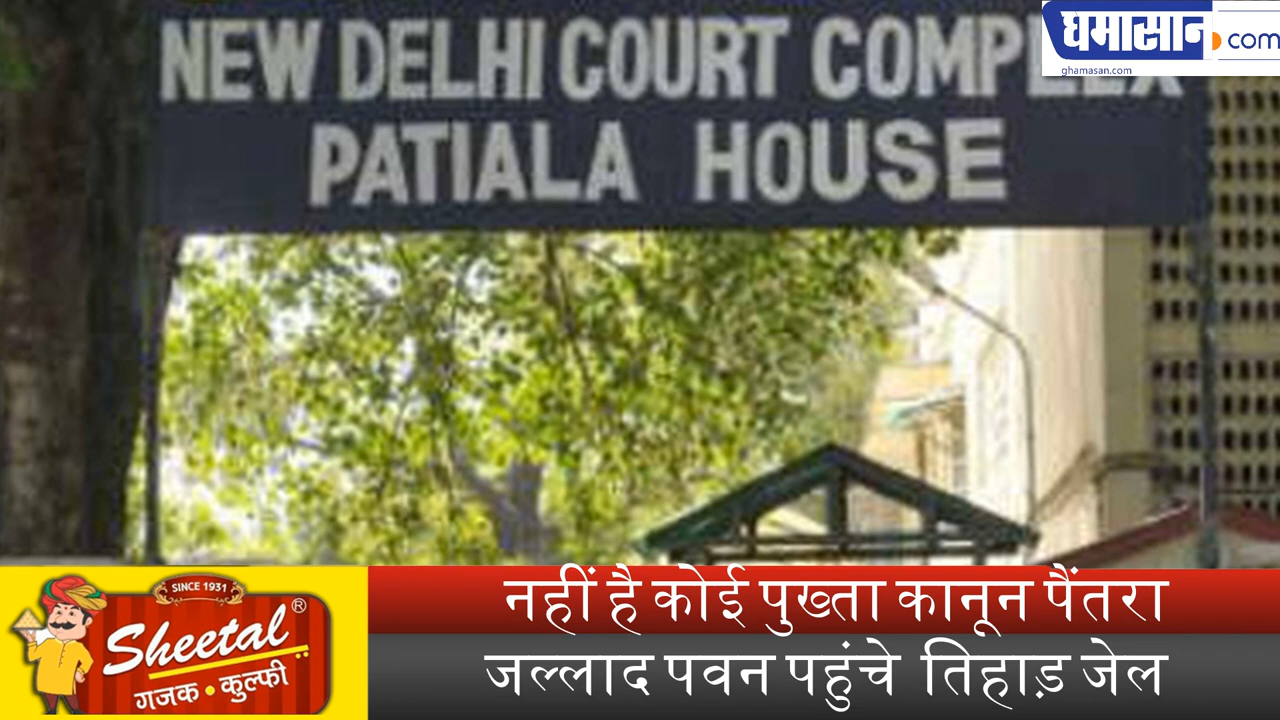 NEW DELHI COURT COMPLEX
PATIALA HOUSE
घमासान
.com
ghamasan.com
SINCE 1931
Sheetal®
गजक • कुल्फी
नहीं है कोई पुख्ता कानून पैंतरा
जल्लाद पवन पहुंचे तिहाड़ जेल